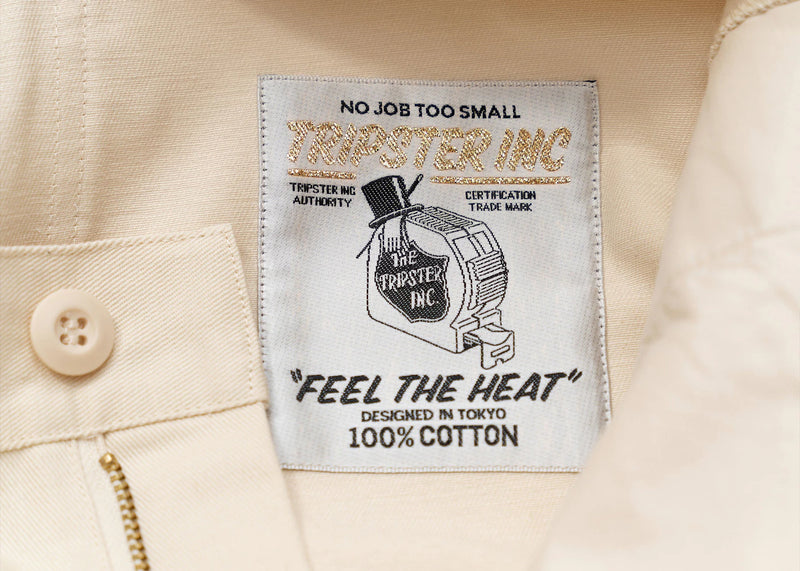 NO JOB TOO SMALL
TRIPSTER INC
TRIPSTER INC
AUTHORITY
CERTIFICATION
TRADE MARK
THE
TRIPSTER
INC.
"FEEL THE HEAT"
DESIGNED IN TOKYO
100% COTTON